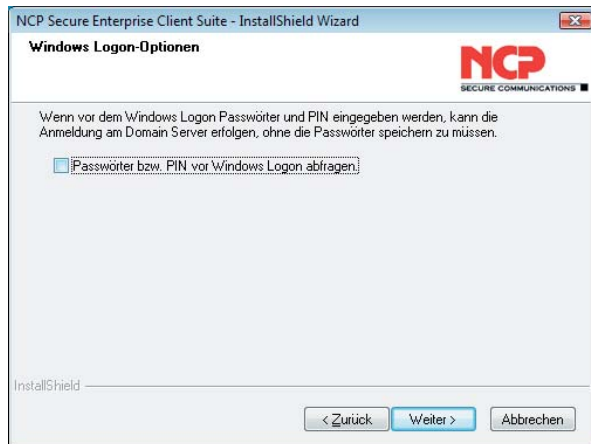 NCP Secure Enterprise Client Suite - InstallShield Wizard
Windows Logon-Optionen
NCP
SECURE COMMUNICATIONS
Wenn vor dem Windows Logon Passwörter und PIN eingegeben werden, kann die
Anmeldung am Domain Server erfolgen, ohne die Passwörter speichern zu müssen.
Passwörter bzw. PIN vor Windows Logon abfragen.
InstallShield
< Zurück Weiter > Abbrechen